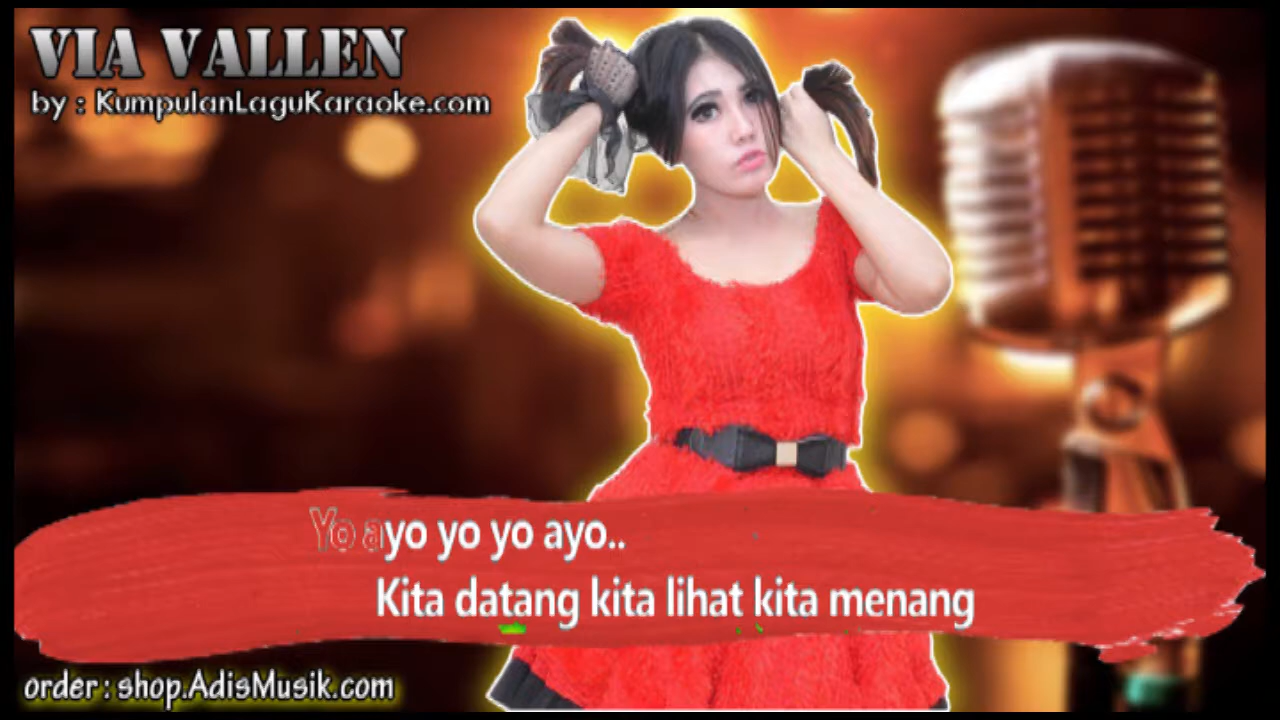 VIA VALLEN
by : KumpulanLaguKaraoke.com
Yo ayo yo yo ayo..
Kita datang kita lihat kita menang
order : shop.AdisMusik.com